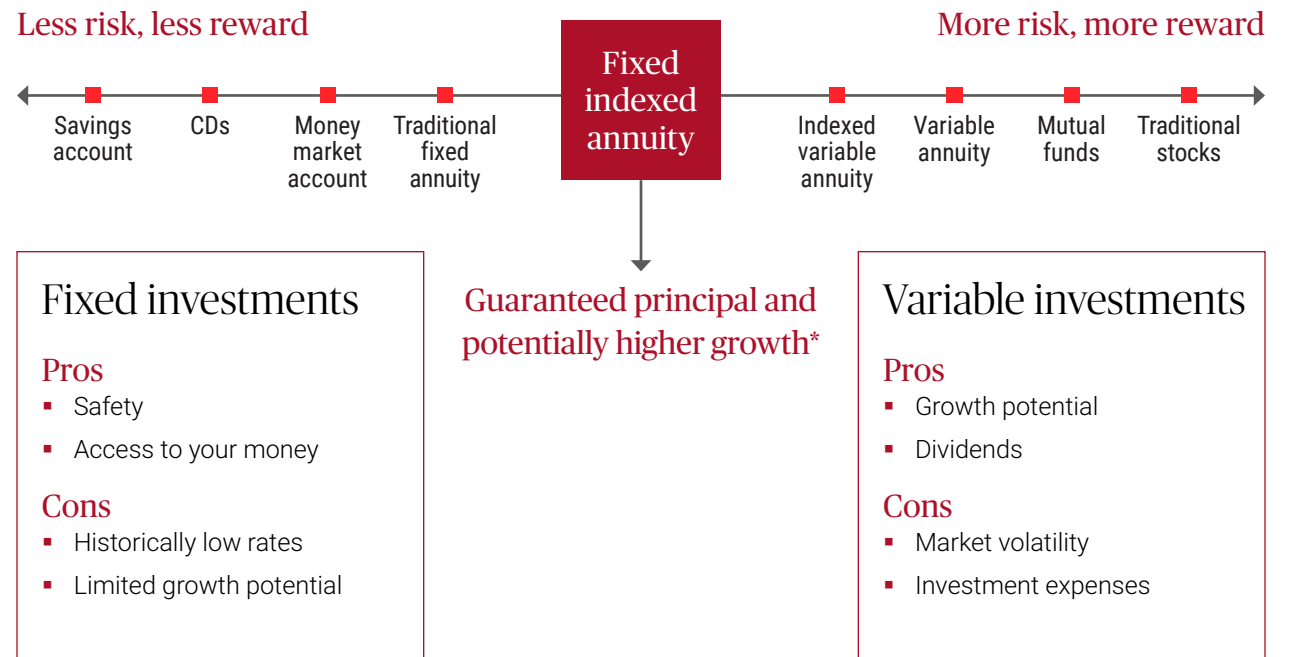 Less risk, less reward
More risk, more reward
Fixed
indexed
annuity
Savings
account
CDs
Money
market
account
Traditional
fixed
annuity
Indexed
variable
annuity
Variable
annuity
Mutual
funds
Traditional
stocks
Fixed investments
Pros
▪ Safety
▪ Access to your money
Cons
▪ Historically low rates
▪ Limited growth potential
Guaranteed principal and
potentially higher growth*
Variable investments
Pros
▪ Growth potential
▪ Dividends
Cons
▪ Market volatility
▪ Investment expenses